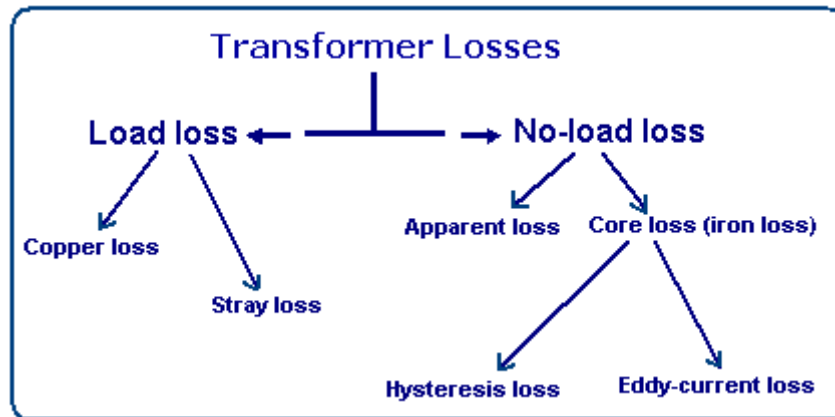 Transformer Losses
Load loss
No-load loss
Apparent loss
Core loss (iron loss)
Copper loss
Stray loss
Hysteresis loss
Eddy-current loss